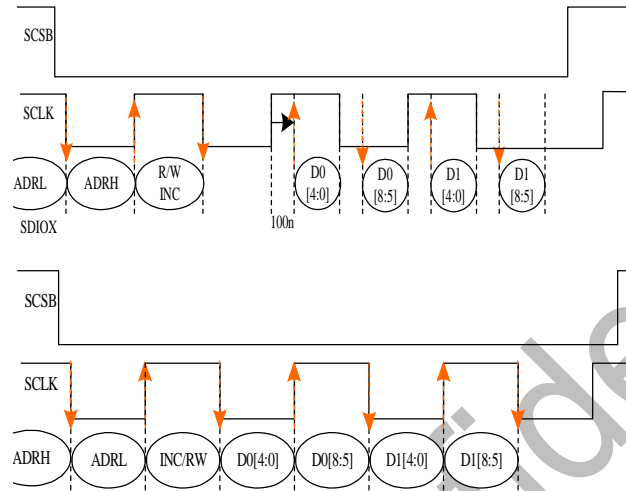 SCSB
SCLK
ADRL ADRH R/W INC D0 [4:0] D0 [8:5] D1 [4:0] D1 [8:5]
SDIOX
100n
SCSB
SCLK
ADRH ADRL INC/RW D0[4:0] D0[8:5] D1[4:0] D1[8:5]